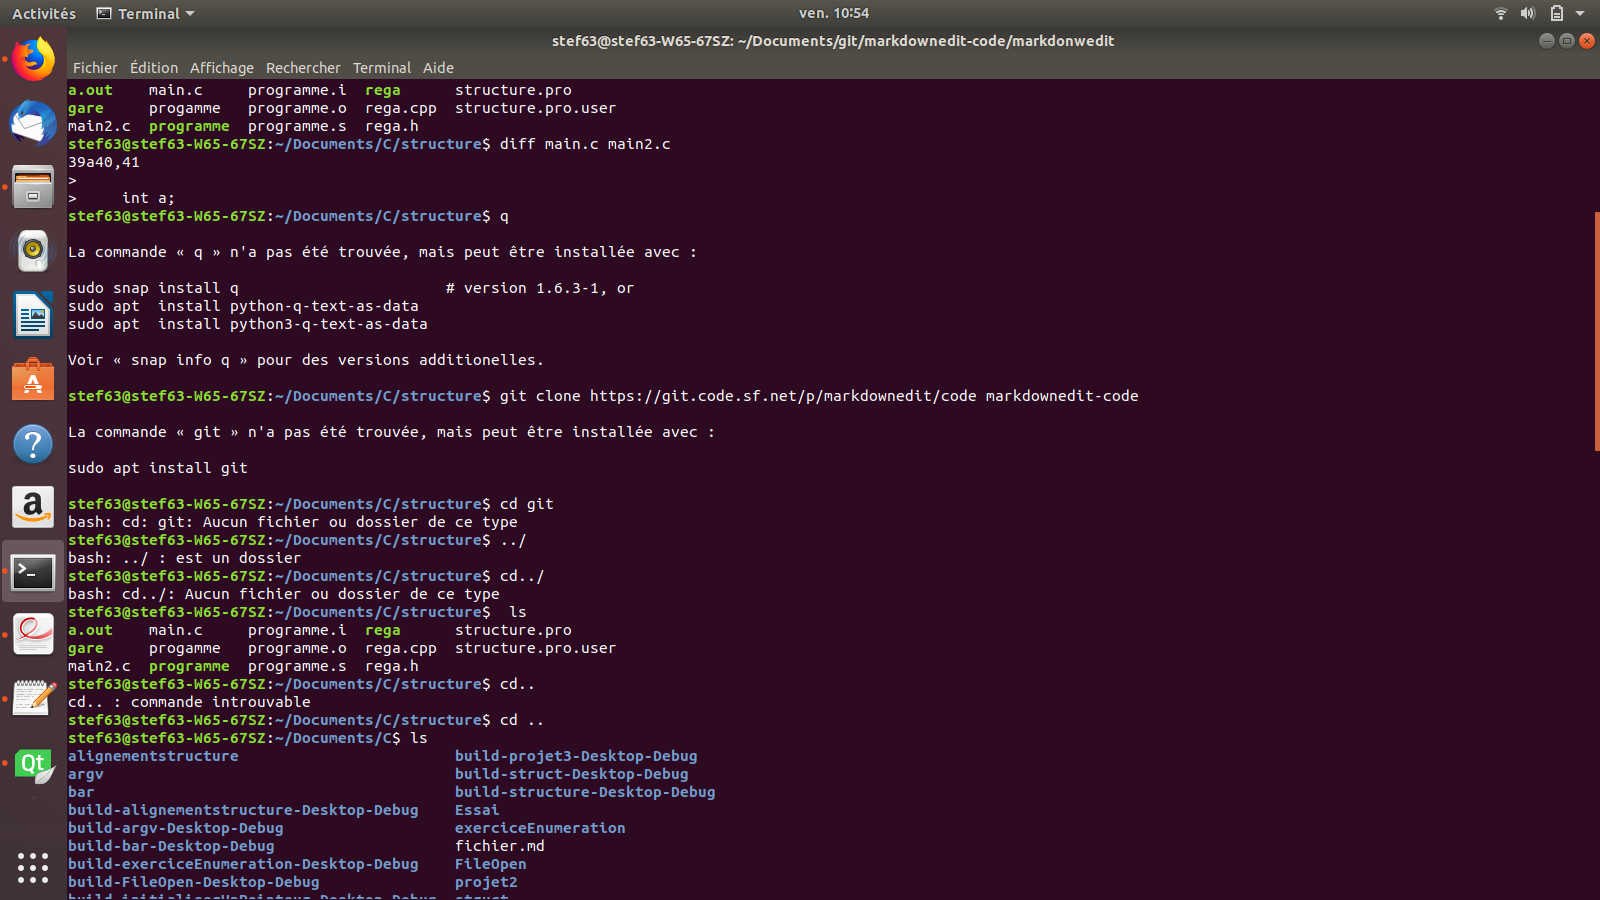 Activités Terminal ven. 10:54
stef63@stef63-W65-67SZ: ~/Documents/git/markdownedit-code/markdonwedit
Fichier Édition Affichage Rechercher Terminal Aide
a.out main.c programme.i rega structure.pro
gare progamme programme.o rega.cpp structure.pro.user
main2.c programme programme.s rega.h
stef63@stef63-W65-67SZ:~/Documents/C/structure$ diff main.c main2.c
39a40,41
>
> int a;
stef63@stef63-W65-67SZ:~/Documents/C/structure$ q
La commande « q » n'a pas été trouvée, mais peut être installée avec :
sudo snap install q # version 1.6.3-1, or
sudo apt install python-q-text-as-data
sudo apt install python3-q-text-as-data
Voir « snap info q » pour des versions additionelles.
stef63@stef63-W65-67SZ:~/Documents/C/structure$ git clone https://git.code.sf.net/p/markdownedit/code markdownedit-code
La commande « git » n'a pas été trouvée, mais peut être installée avec :
sudo apt install git
stef63@stef63-W65-67SZ:~/Documents/C/structure$ cd git
bash: cd: git: Aucun fichier ou dossier de ce type
stef63@stef63-W65-67SZ:~/Documents/C/structure$ ../
bash: ../ : est un dossier
stef63@stef63-W65-67SZ:~/Documents/C/structure$ cd../
bash: cd../: Aucun fichier ou dossier de ce type
stef63@stef63-W65-67SZ:~/Documents/C/structure$  ls
a.out main.c programme.i rega structure.pro
gare progamme programme.o rega.cpp structure.pro.user
main2.c programme programme.s rega.h
stef63@stef63-W65-67SZ:~/Documents/C/structure$ cd..
cd.. : commande introuvable
stef63@stef63-W65-67SZ:~/Documents/C/structure$ cd ..
stef63@stef63-W65-67SZ:~/Documents/C$ ls
alignementstructure build-projet3-Desktop-Debug
argv build-struct-Desktop-Debug
bar build-structure-Desktop-Debug
build-alignementstructure-Desktop-Debug Essai
build-argv-Desktop-Debug exerciceEnumeration
build-bar-Desktop-Debug fichier.md
build-exerciceEnumeration-Desktop-Debug FileOpen
build-FileOpen-Desktop-Debug projet2